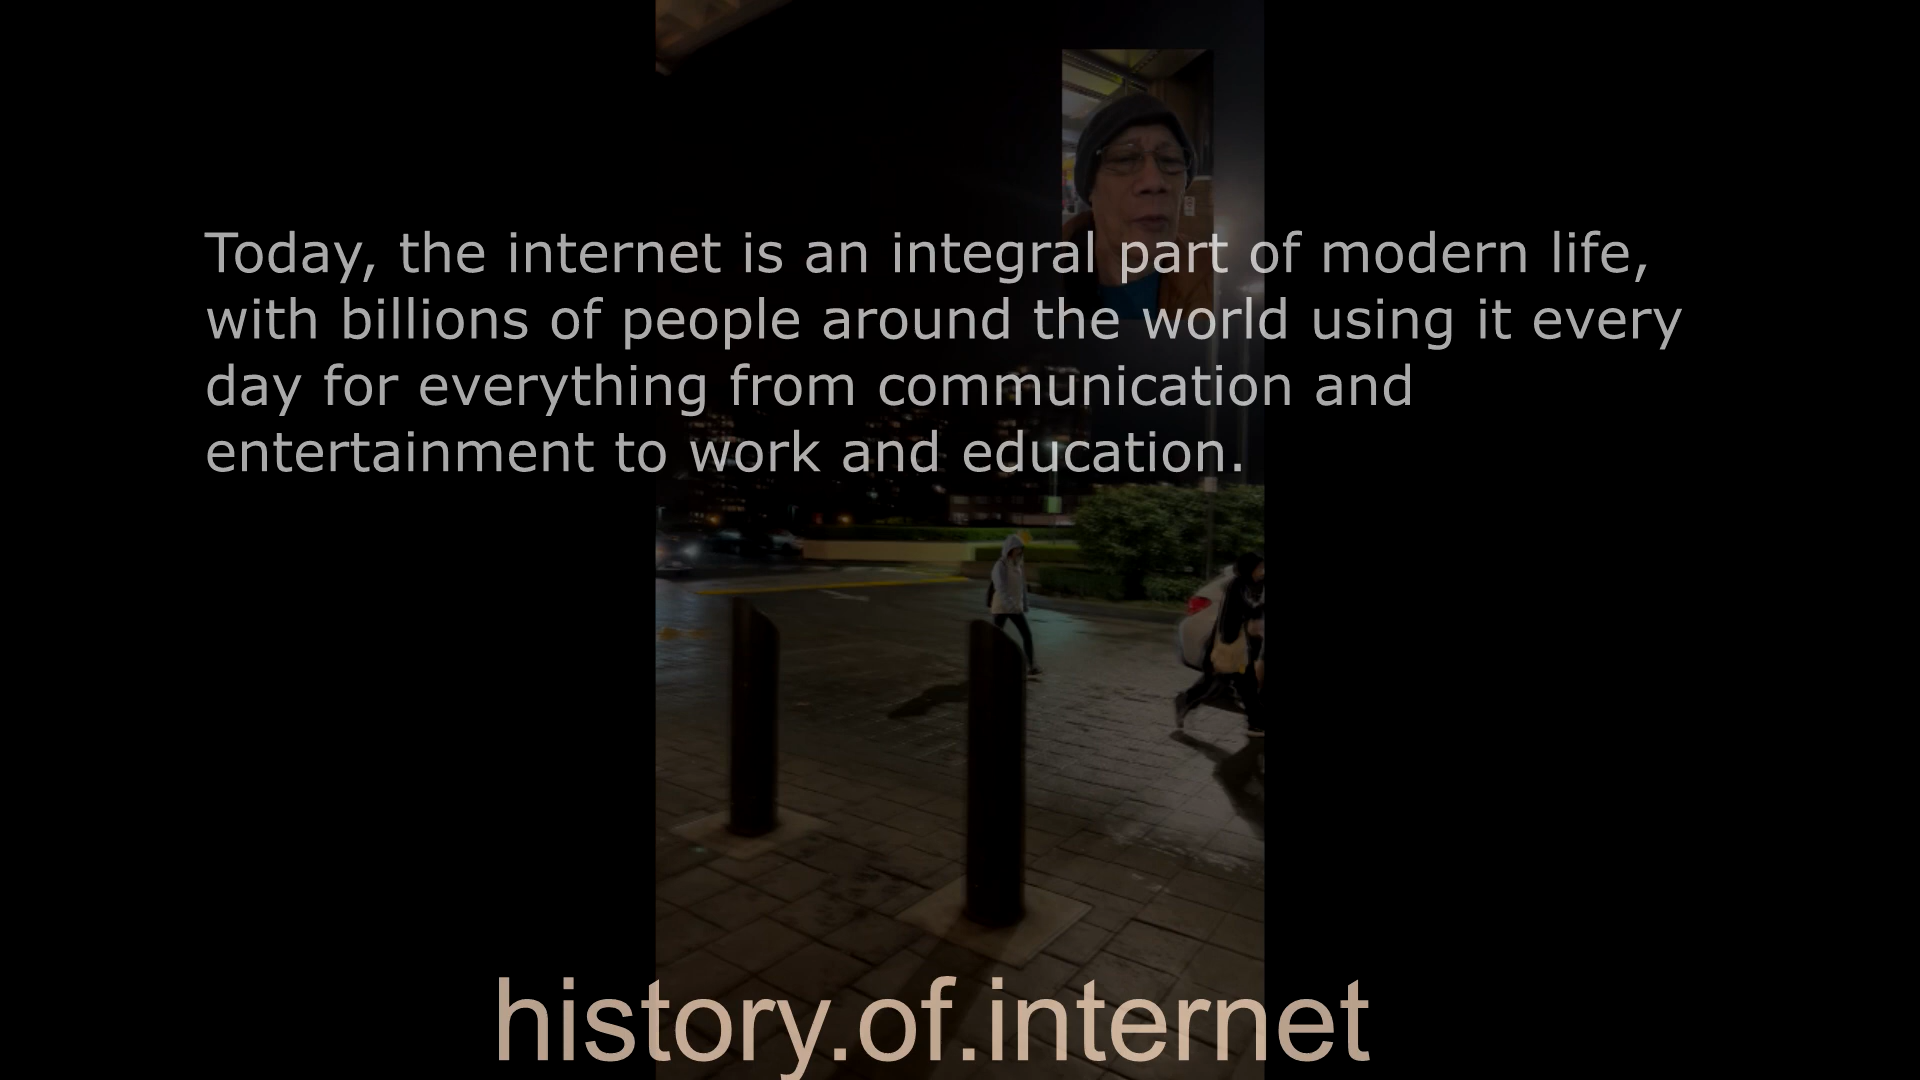 Today, the internet is an integral part of modern life,
with billions of people around the world using it every
day for everything from communication and
entertainment to work and education.
history.of.internet